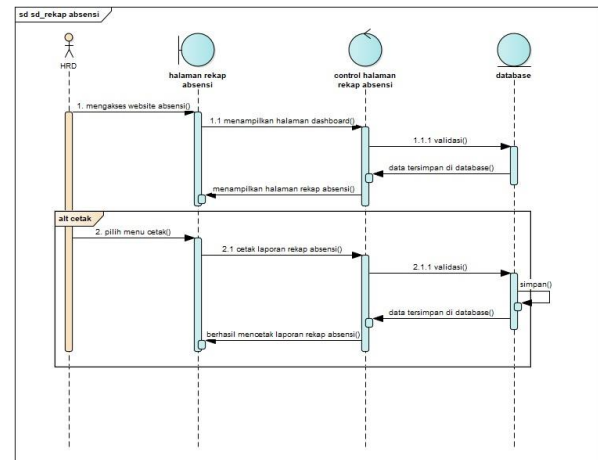 sd sd_rekap absensi
HRD
halaman rekap
absensi
control halaman
rekap absensi
database
1. mengakses website absensi()
1.1 menampilkan halaman dashboard()
1.1.1 validasi()
data tersimpan di database()
menampilkan halaman rekap absensi()
alt cetak
2. pilih menu cetak()
2.1 cetak laporan rekap absensi()
2.1.1 validasi()
simpan()
data tersimpan di database()
berhasil mencetak laporan rekap absensi()